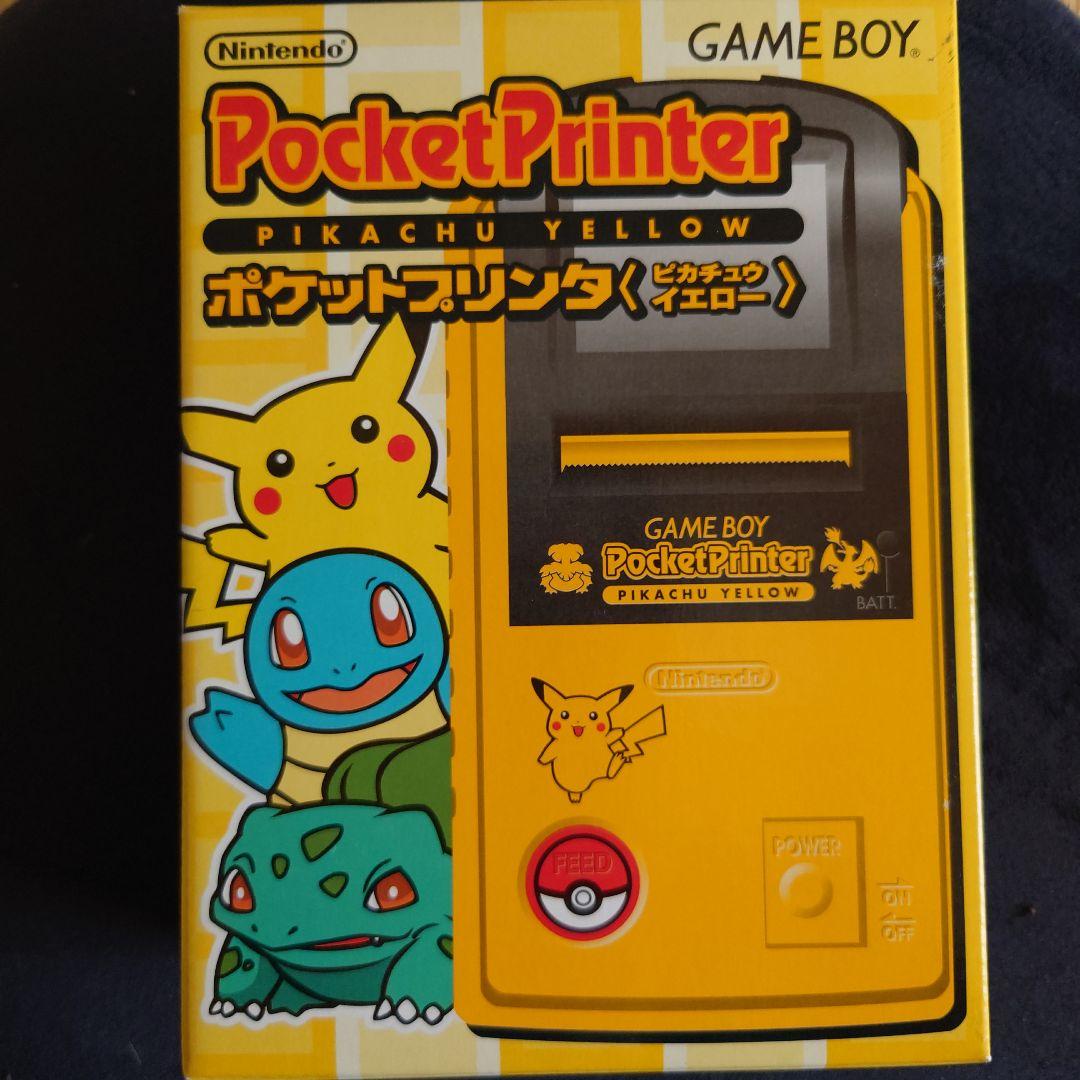 Nintendo®
GAME BOY®
PocketPrinter
PIKACHU YELLOW
ポケットプリンタ〈ピカチュウイエロー〉
GAME BOY
PocketPrinter
PIKACHU YELLOW
BATT.
Nintendo
FEED
POWER
ON
OFF